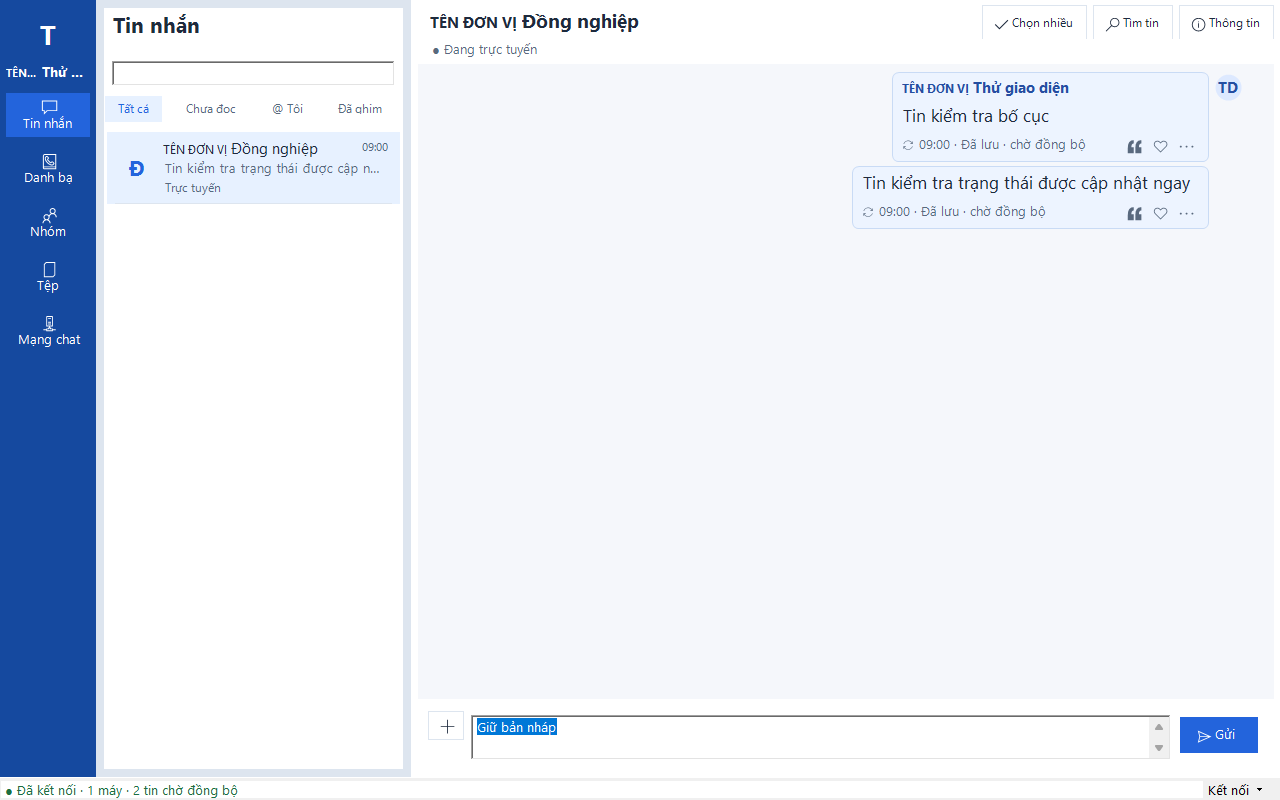 T
TÊN... Thử ...
Tin nhắn
Danh bạ
Nhóm
Tệp
Mạng chat
Tin nhắn
Tất cả
Chưa đọc
@ Tôi
Đã ghim
Đ
TÊN ĐƠN VỊ Đồng nghiệp
09:00
Tin kiểm tra trạng thái được cập n...
Trực tuyến
TÊN ĐƠN VỊ Đồng nghiệp
● Đang trực tuyến
Chọn nhiều
Tìm tin
Thông tin
TÊN ĐƠN VỊ Thử giao diện
TD
Tin kiểm tra bố cục
09:00 · Đã lưu · chờ đồng bộ
Tin kiểm tra trạng thái được cập nhật ngay
09:00 · Đã lưu · chờ đồng bộ
Giữ bản nháp
Gửi
● Đã kết nối · 1 máy · 2 tin chờ đồng bộ
Kết nối